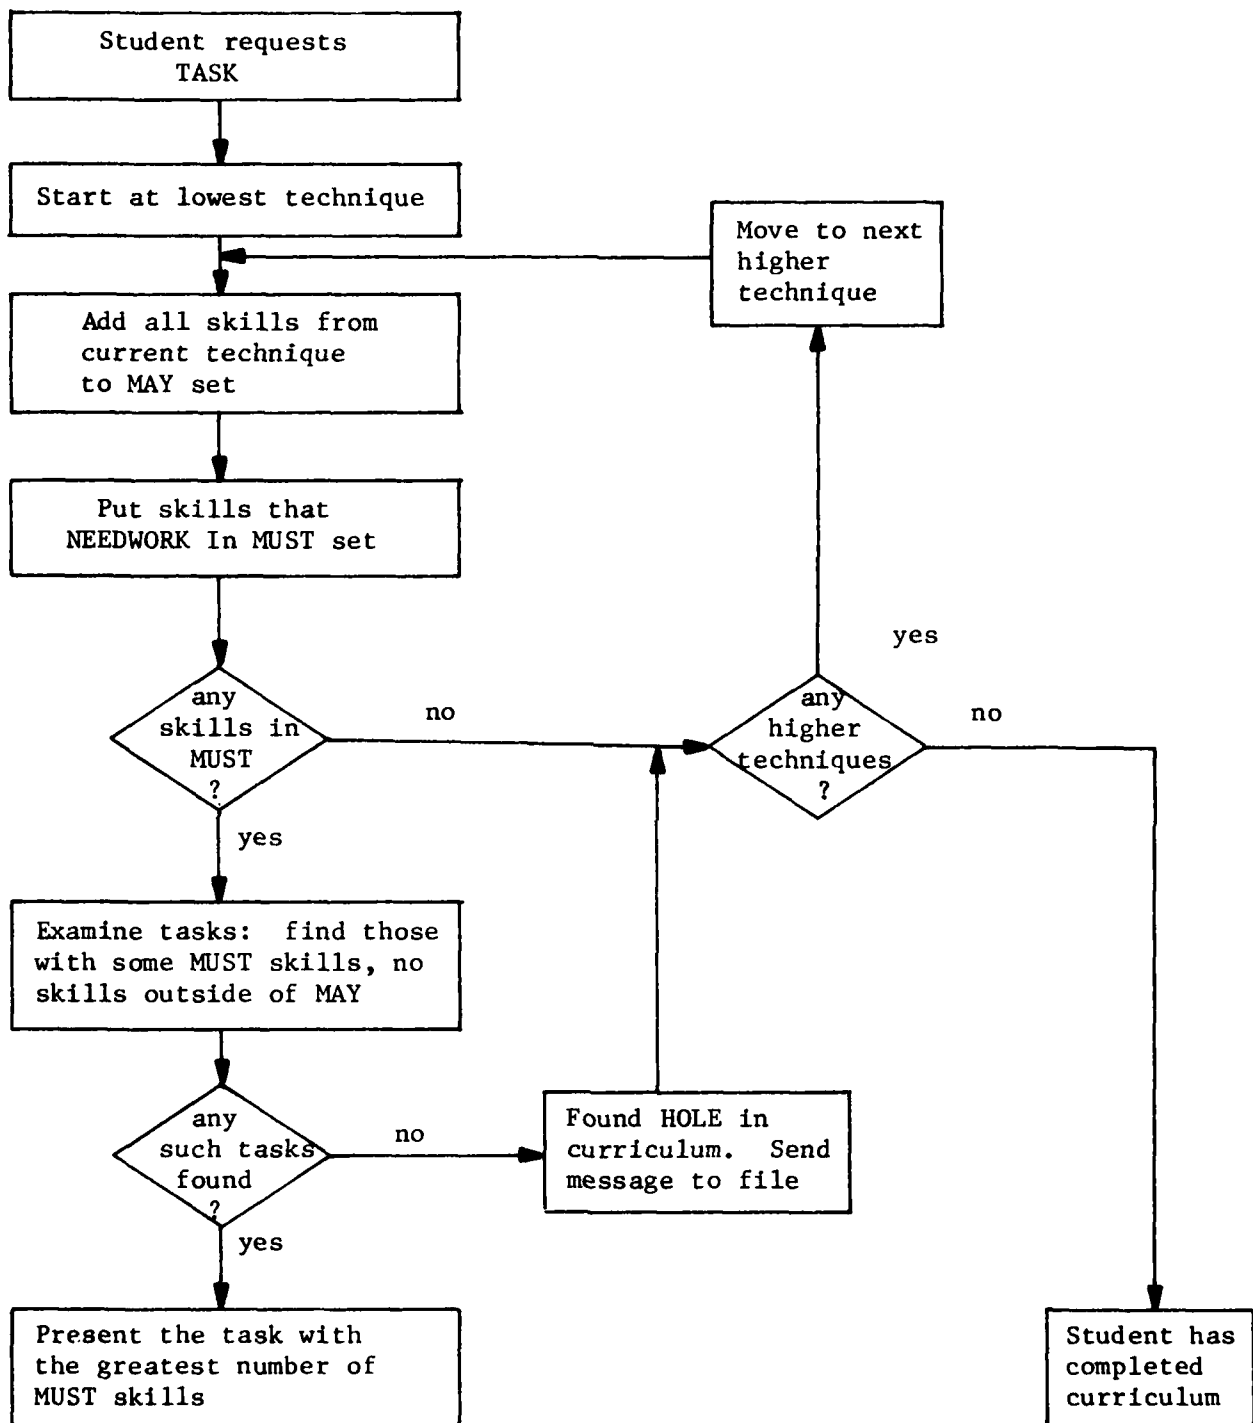 Student requests
TASK
Start at lowest technique
Move to next
higher
technique
Add all skills from
current technique
to MAY set
Put skills that
NEEDWORK In MUST set
any
skills in
MUST
?
no
yes
any
higher
techniques
?
yes
no
Examine tasks: find those
with some MUST skills, no
skills outside of MAY
any
such tasks
found
?
no
yes
Found HOLE in
curriculum. Send
message to file
Present the task with
the greatest number of
MUST skills
Student has
completed
curriculum